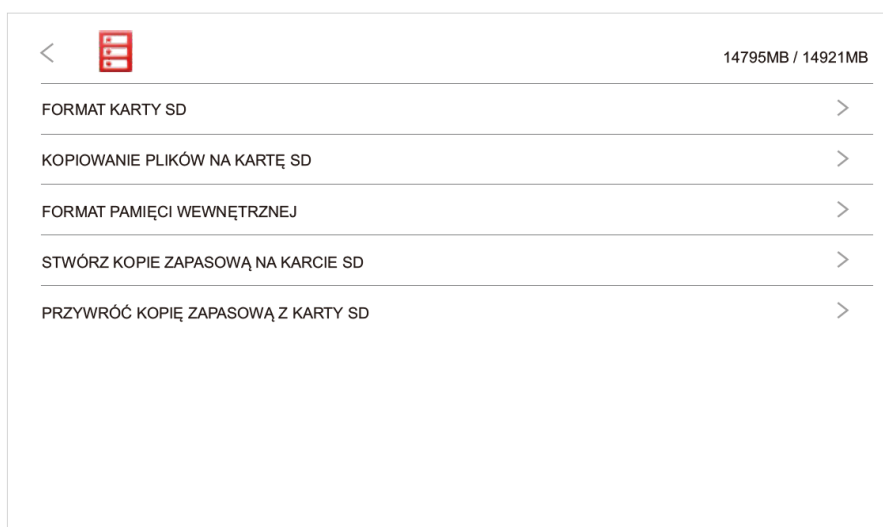 14795MB / 14921MB
FORMAT KARTY SD
KOPIOWANIE PLIKÓW NA KARTĘ SD
FORMAT PAMIĘCI WEWNĘTRZNEJ
STWÓRZ KOPIE ZAPASOWĄ NA KARCIE SD
PRZYWRÓĆ KOPIĘ ZAPASOWĄ Z KARTY SD